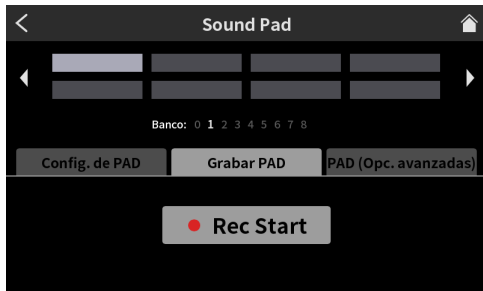 Sound Pad
Banco: 0 1 2 3 4 5 6 7 8
Config. de PAD Grabar PAD PAD (Opc. avanzadas)
Rec Start